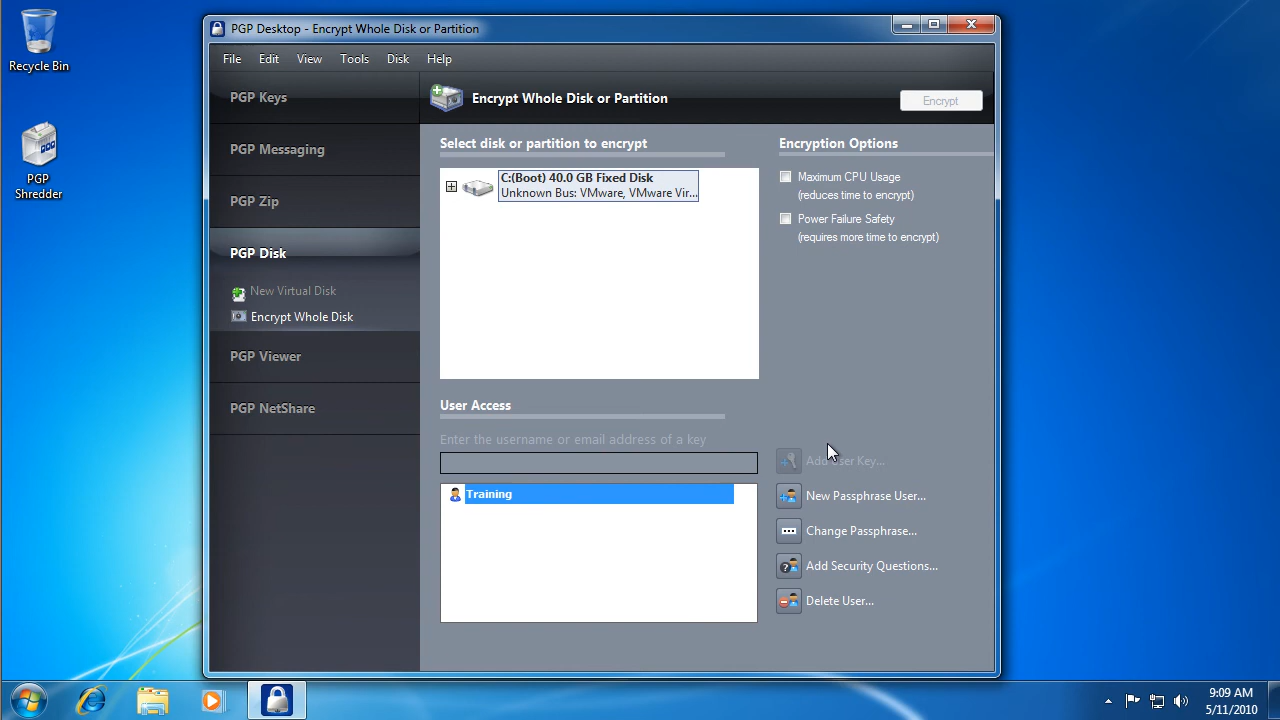 Recycle Bin
PGP
Shredder
PGP Desktop - Encrypt Whole Disk or Partition
File Edit View Tools Disk Help
PGP Keys
PGP Messaging
PGP Zip
PGP Disk
New Virtual Disk
Encrypt Whole Disk
PGP Viewer
PGP NetShare
Encrypt Whole Disk or Partition
Encrypt
Select disk or partition to encrypt
C:(Boot) 40.0 GB Fixed Disk
Unknown Bus: VMware, VMware Vir...
Encryption Options
Maximum CPU Usage
(reduces time to encrypt)
Power Failure Safety
(requires more time to encrypt)
User Access
Enter the username or email address of a key
Training
Add User Key...
New Passphrase User...
Change Passphrase...
Add Security Questions...
Delete User...
9:09 AM
5/11/2010